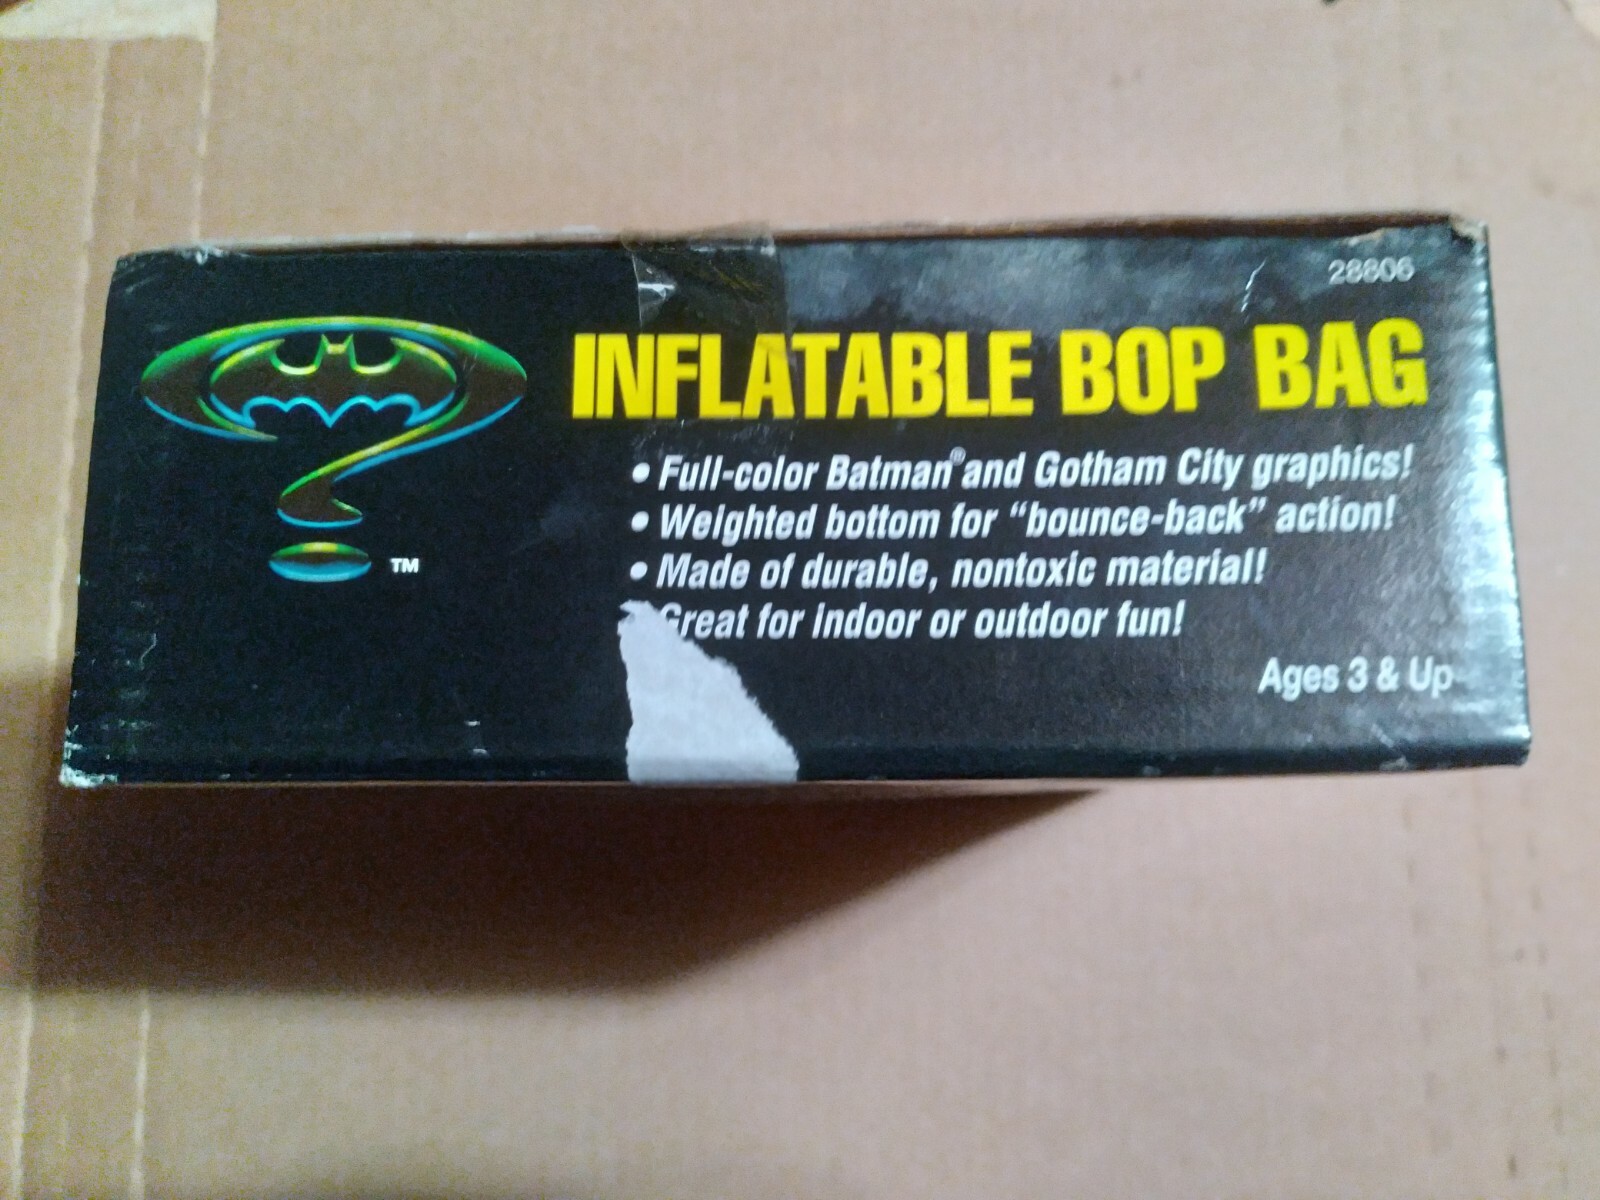 28806
INFLATABLE BOP BAG
• Full-color Batman® and Gotham City graphics!
• Weighted bottom for “bounce-back” action!
• Made of durable, nontoxic material!
Great for indoor or outdoor fun!
Ages 3 & Up
TM